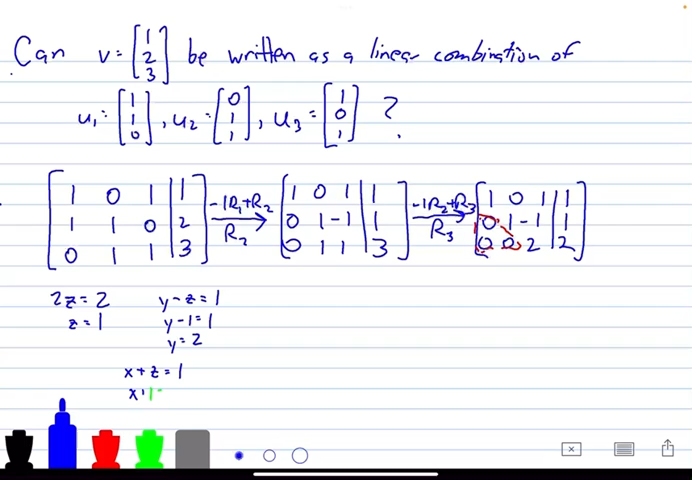 Can v = [1 2 3] be written as a linear combination of
u₁ = [1 1 0], u₂ = [0 1 1], u₃ = [1 0 1] ?
[1 0 1 | 1] -1R₁+R₂ [1 0 1 | 1] -1R₂+R₃ [1 0 1 | 1]
[1 1 0 | 2] R₂ [0 1 -1 | 1] R₃ [0 1 -1 | 1]
[0 1 1 | 3] [0 1 1 | 3] [0 0 2 | 2]
2z = 2 y - z = 1
z = 1 y - 1 = 1
y = 2
x + z = 1
x + 1